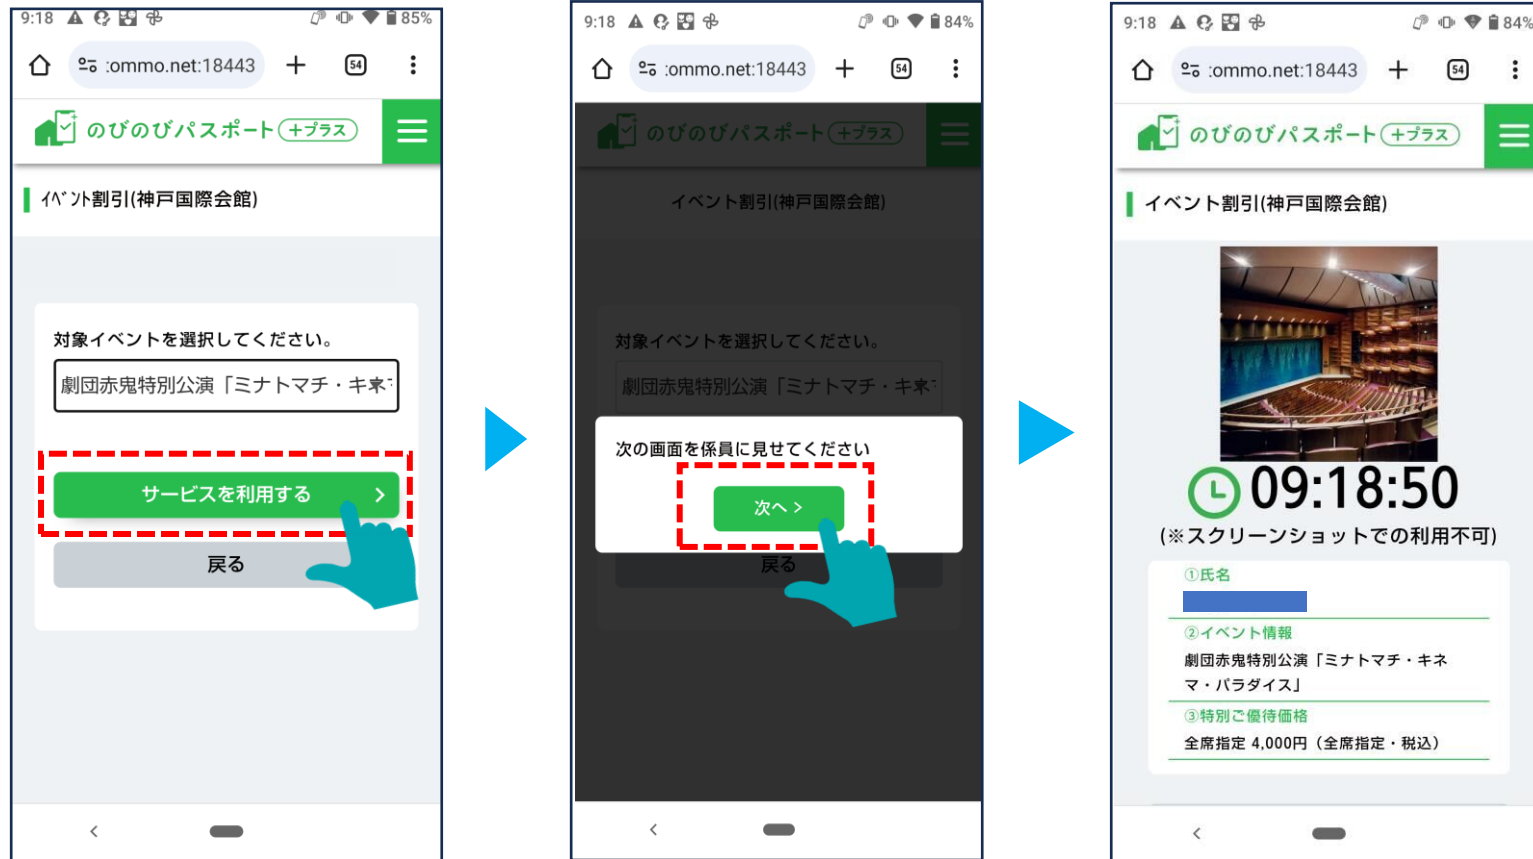 9:18
85%
:ommo.net:18443
54
のびのびパスポート +プラス
イベント割引(神戸国際会館)
対象イベントを選択してください。
劇団赤鬼特別公演「ミナトマチ・キネ
サービスを利用する >
戻る
9:18
84%
:ommo.net:18443
54
のびのびパスポート +プラス
イベント割引(神戸国際会館)
対象イベントを選択してください。
劇団赤鬼特別公演「ミナトマチ・キネ
次の画面を係員に見せてください
次へ >
戻る
9:18
84%
:ommo.net:18443
54
のびのびパスポート +プラス
イベント割引(神戸国際会館)
09:18:50
(※スクリーンショットでの利用不可)
①氏名
②イベント情報
劇団赤鬼特別公演「ミナトマチ・キネ
マ・パラダイス」
③特別ご優待価格
全席指定 4,000円（全席指定・税込）